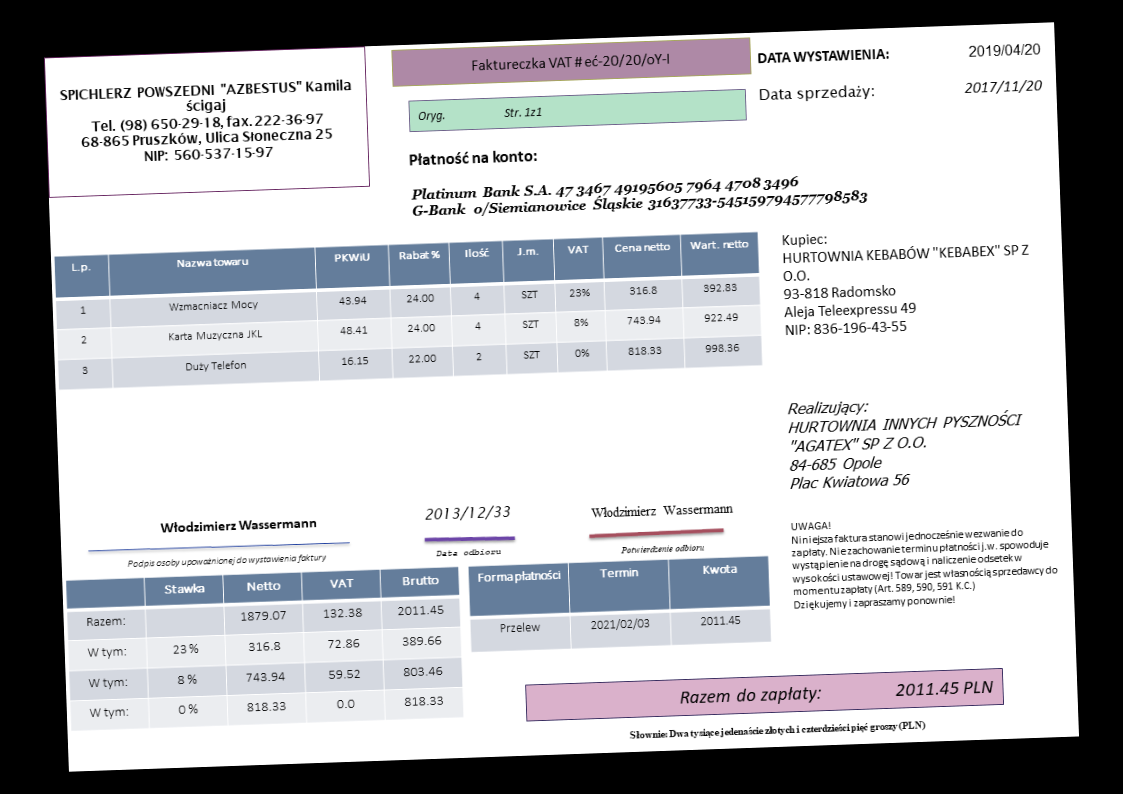 SPICHLERZ POWSZEDNI "AZBESTUS" Kamila
ścigaj
Tel. (98) 650-29-18, fax. 222-36-97
68-865 Pruszków, Ulica Słoneczna 25
NIP: 560-537-15-97
Faktureczka VAT # eć-20/20/oY-I
Oryg. Str. 1z1
DATA WYSTAWIENIA: 2019/04/20
Data sprzedaży: 2017/11/20
Płatność na konto:
Platinum Bank S.A. 47 3467 49195605 7964 4708 3496
G-Bank o/Siemianowice Śląskie 31637733-545159794577798583
L.p. Nazwa towaru PKWiU Rabat % Ilość J.m. VAT Cena netto Wart. netto
1 Wzmacniacz Mocy 43.94 24.00 4 SZT 23% 316.8 392.83
2 Karta Muzyczna JKL 48.41 24.00 4 SZT 8% 743.94 922.49
3 Duży Telefon 16.15 22.00 2 SZT 0% 818.33 998.36
Kupiec:
HURTOWNIA KEBABÓW "KEBABEX" SP Z
O.O.
93-818 Radomsko
Aleja Teleexpressu 49
NIP: 836-196-43-55
Realizujący:
HURTOWNIA INNYCH PYSZNOŚCI
"AGATEX" SP Z O.O.
84-685 Opole
Plac Kwiatowa 56
Włodzimierz Wassermann
Podpis osoby upoważnionej do wystawienia faktury
2013/12/33
Data odbioru
Włodzimierz Wassermann
Potwierdzenie odbioru
UWAGA!
Niniejsza faktura stanowi jednocześnie wezwanie do
zapłaty. Nie zachowanie terminu płatności j.w. spowoduje
wystąpienie na drogę sądową i naliczenie odsetek w
wysokości ustawowej! Towar jest własnością sprzedawcy do
momentu zapłaty (Art. 589, 590, 591 K.C.)
Dziękujemy i zapraszamy ponownie!
Stawka Netto VAT Brutto
Razem: 1879.07 132.38 2011.45
W tym: 23 % 316.8 72.86 389.66
W tym: 8 % 743.94 59.52 803.46
W tym: 0 % 818.33 0.0 818.33
Forma płatności Termin Kwota
Przelew 2021/02/03 2011.45
Razem do zapłaty: 2011.45 PLN
Słownie: Dwa tysiące jedenaście złotych i czterdzieści pięć groszy (PLN)